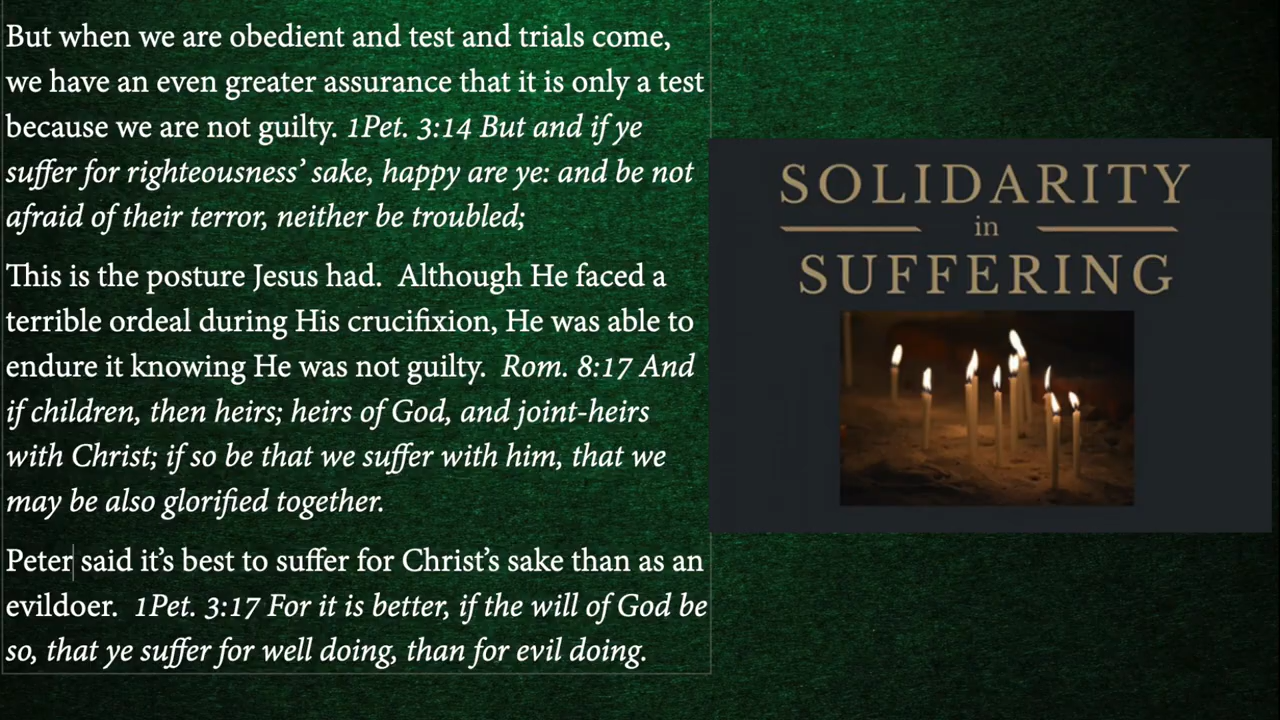 But when we are obedient and test and trials come,
we have an even greater assurance that it is only a test
because we are not guilty. 1Pet. 3:14 But and if ye
suffer for righteousness’ sake, happy are ye: and be not
afraid of their terror, neither be troubled;
This is the posture Jesus had.  Although He faced a
terrible ordeal during His crucifixion, He was able to
endure it knowing He was not guilty.  Rom. 8:17 And
if children, then heirs; heirs of God, and joint-heirs
with Christ; if so be that we suffer with him, that we
may be also glorified together.
Peter said it’s best to suffer for Christ’s sake than as an
evildoer.  1Pet. 3:17 For it is better, if the will of God be
so, that ye suffer for well doing, than for evil doing.
SOLIDARITY
in
SUFFERING